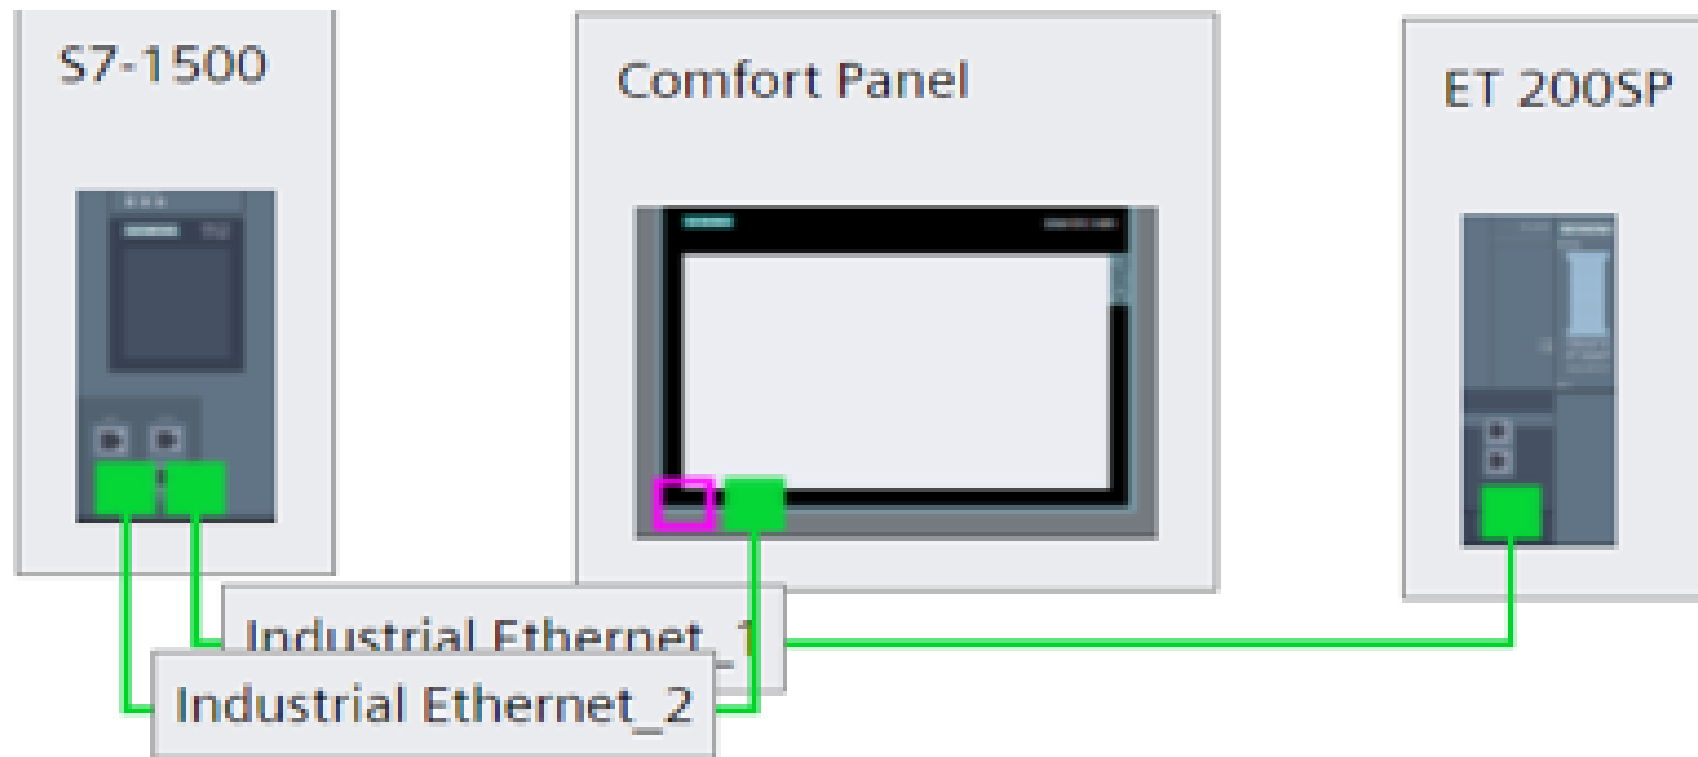 S7-1500
Comfort Panel
ET 200SP
Industrial Ethernet_1
Industrial Ethernet_2